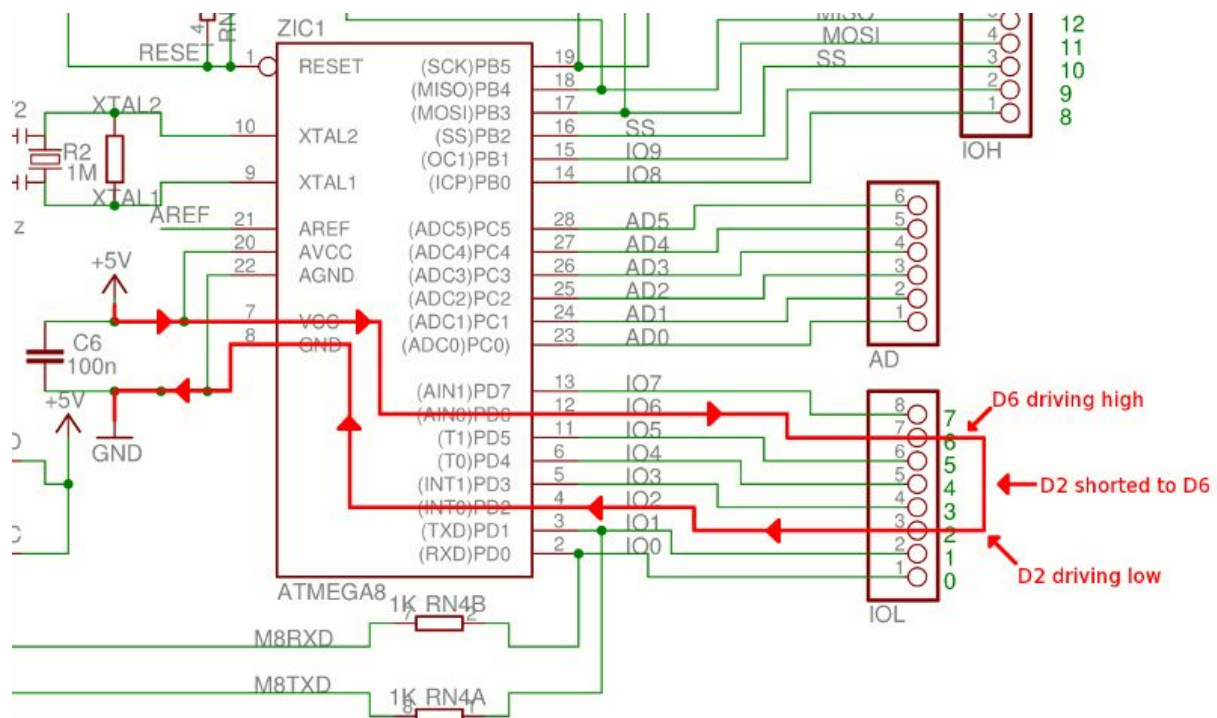 ZIC1
RESET
1
RESET
XTAL2
10
XTAL2
R2
1M
9
XTAL1
XTAL1
AREF
21
AREF
20
AVCC
22
AGND
+5V
7
VCC
8
GND
C6
100n
+5V
GND
(SCK)PB5
19
(MISO)PB4
18
(MOSI)PB3
17
(SS)PB2
16
SS
(OC1)PB1
15
IO9
(ICP)PB0
14
IO8
(ADC5)PC5
28
AD5
(ADC4)PC4
27
AD4
(ADC3)PC3
26
AD3
(ADC2)PC2
25
AD2
(ADC1)PC1
24
AD1
(ADC0)PC0)
23
AD0
(AIN1)PD7
13
IO7
(AIN0)PD6
12
IO6
(T1)PD5
11
IO5
(T0)PD4
6
IO4
(INT1)PD3
5
IO3
(INT0)PD2
4
IO2
(TXD)PD1
3
IO1
(RXD)PD0
2
IO0
ATMEGA8
MISO
MOSI
SS
12
4
11
3
10
2
9
1
8
IOH
6
5
4
3
2
1
AD
8
7
7
6
6
5
5
4
4
3
3
2
2
1
1
0
IOL
D6 driving high
D2 shorted to D6
D2 driving low
1K RN4B
7
2
M8RXD
1K RN4A
8
1
M8TXD